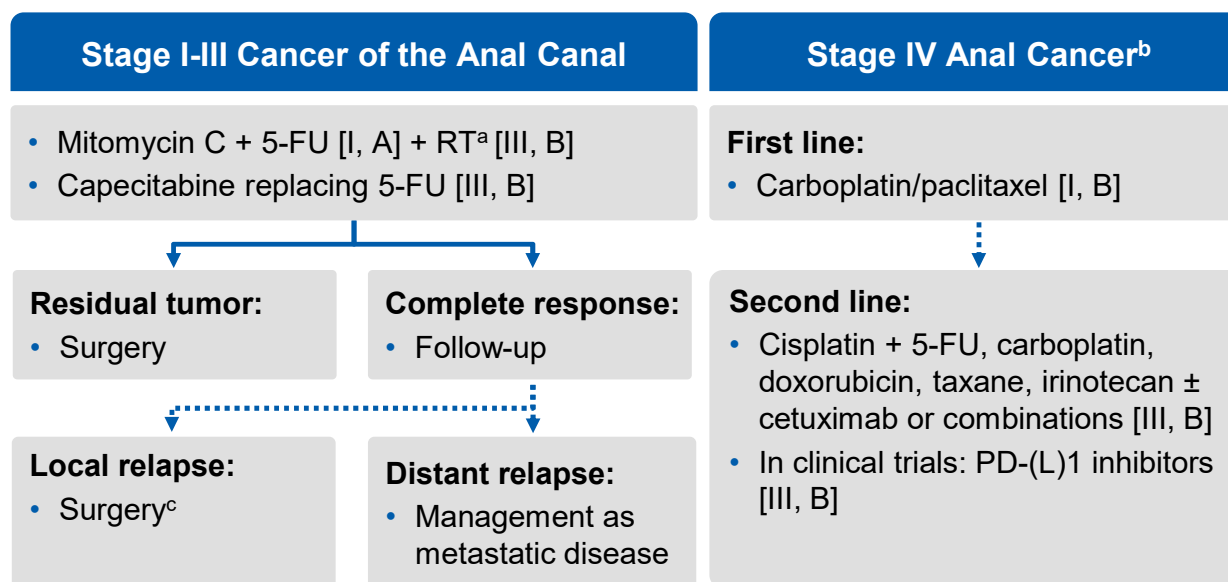 Stage I-III Cancer of the Anal Canal
• Mitomycin C + 5-FU [I, A] + RTᵃ [III, B]
• Capecitabine replacing 5-FU [III, B]
Residual tumor:
• Surgery
Complete response:
• Follow-up
Local relapse:
• Surgeryᶜ
Distant relapse:
• Management as
metastatic disease
Stage IV Anal Cancerᵇ
First line:
• Carboplatin/paclitaxel [I, B]
Second line:
• Cisplatin + 5-FU, carboplatin,
doxorubicin, taxane, irinotecan ±
cetuximab or combinations [III, B]
• In clinical trials: PD-(L)1 inhibitors
[III, B]